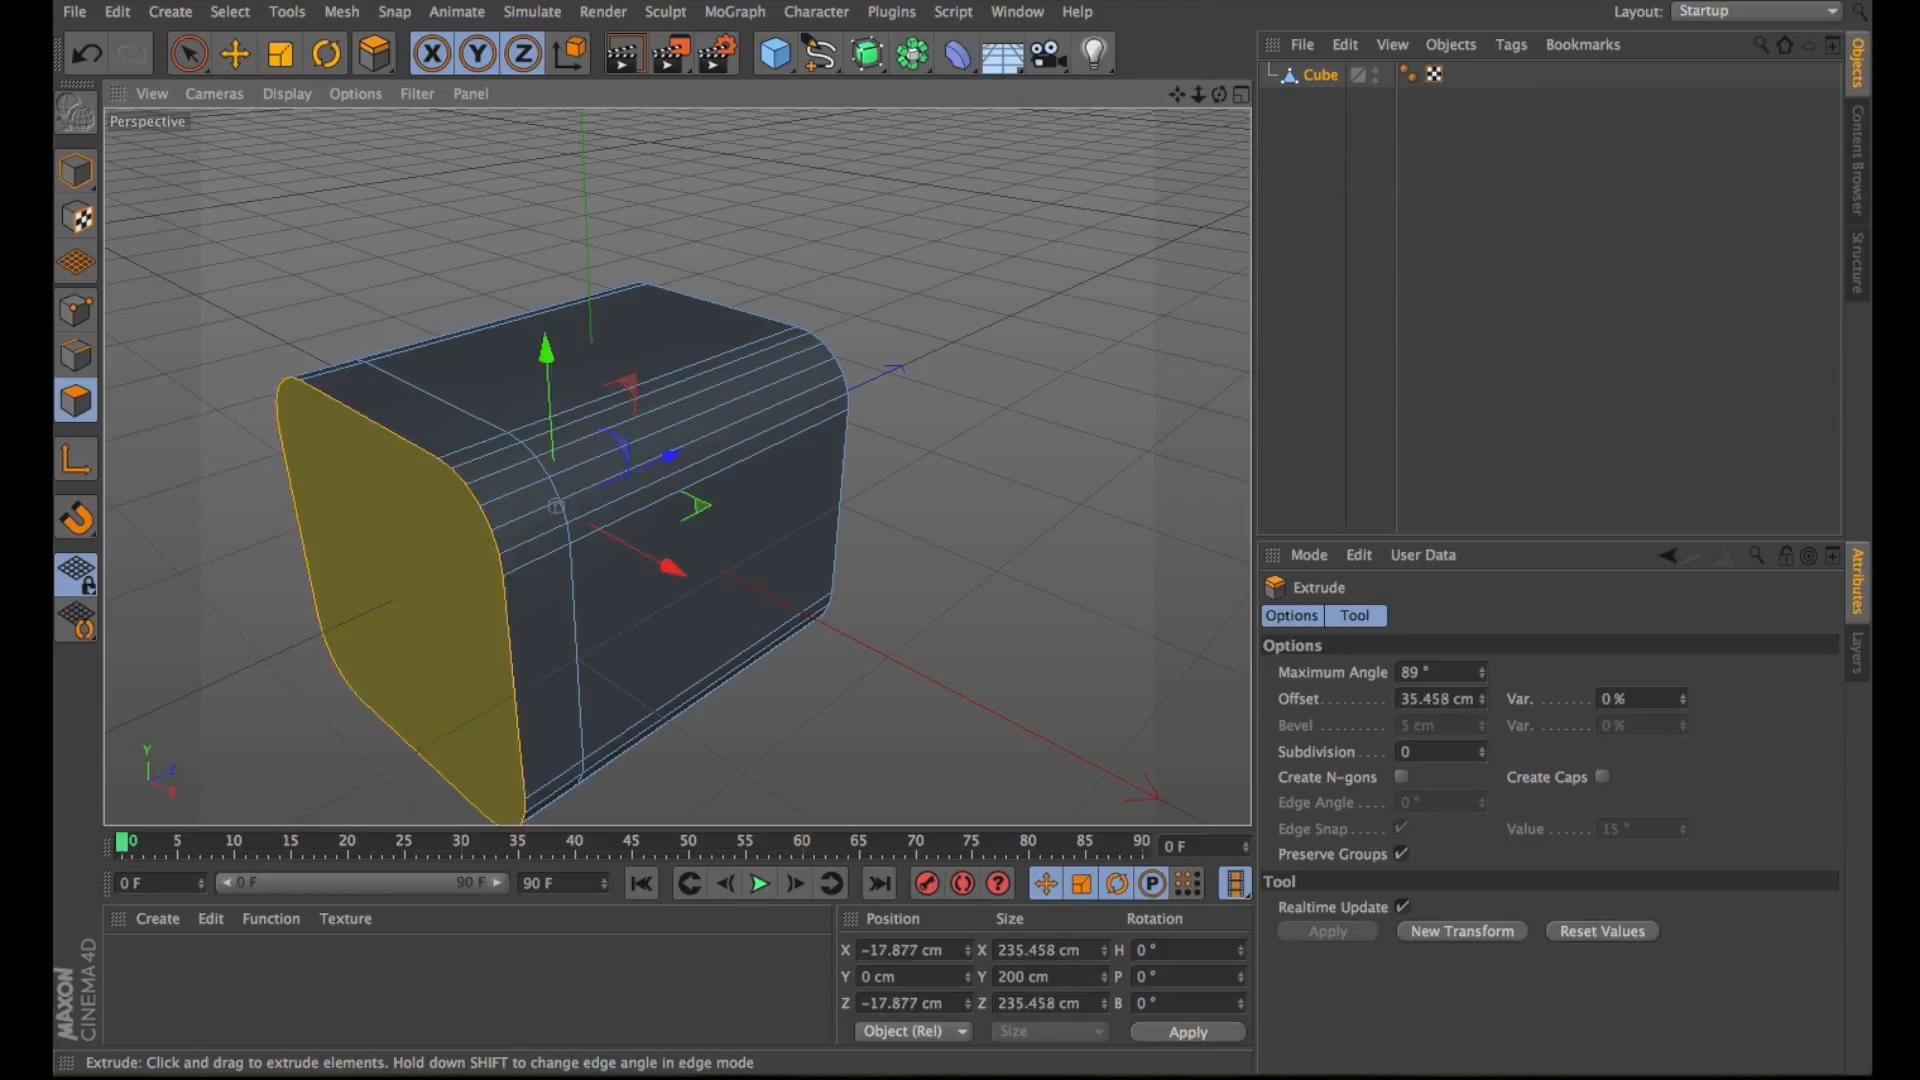 File Edit Create Select Tools Mesh Snap Animate Simulate Render Sculpt MoGraph Character Plugins Script Window Help Layout: Startup
X Y Z
File Edit View Objects Tags Bookmarks
Cube
Objects
Content Browser
Structure
View Cameras Display Options Filter Panel
Perspective
Y
Z
X
Mode Edit User Data
Extrude
Options Tool
Options
Maximum Angle 89 °
Offset......... 35.458 cm Var. ....... 0 %
Bevel ........ 5 cm Var. ....... 0 %
Subdivision .... 0
Create N-gons Create Caps
Edge Angle .... 0 °
Edge Snap..... Value ...... 15 °
Preserve Groups
Tool
Realtime Update
Apply New Transform Reset Values
Attributes
Layers
0 5 10 15 20 25 30 35 40 45 50 55 60 65 70 75 80 85 90 0 F
0 F 0 F 90 F 90 F ? P
Create Edit Function Texture
Position Size Rotation
X -17.877 cm X 235.458 cm H 0 °
Y 0 cm Y 200 cm P 0 °
Z -17.877 cm Z 235.458 cm B 0 °
Object (Rel) Size Apply
MAXON
CINEMA 4D
Extrude: Click and drag to extrude elements. Hold down SHIFT to change edge angle in edge mode